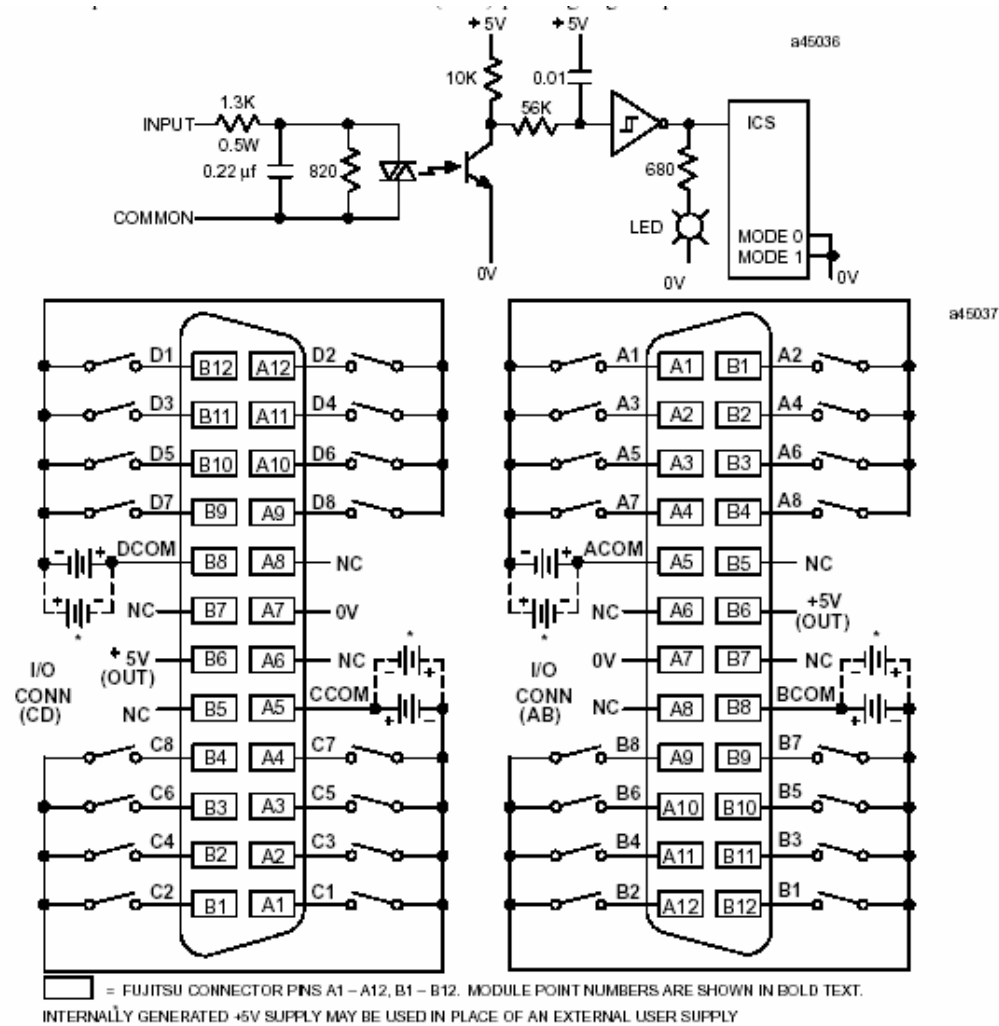 + 5V + 5V
a45036
10K 0.01
1.3K 56K
INPUT ICS
0.5W
0.22 µf 820 680
COMMON LED
MODE 0
MODE 1
0V 0V 0V
a45037
D1 B12 A12 D2
D3 B11 A11 D4
D5 B10 A10 D6
D7 B9 A9 D8
DCOM B8 A8 NC
NC B7 A7 0V
*
+ 5V (OUT) B6 A6 NC
*
I/O CONN (CD)
NC B5 A5 CCOM
C8 B4 A4 C7
C6 B3 A3 C5
C4 B2 A2 C3
C2 B1 A1 C1
A1 A1 B1 A2
A3 A2 B2 A4
A5 A3 B3 A6
A7 A4 B4 A8
ACOM A5 B5 NC
NC A6 B6 +5V (OUT)
*
0V A7 B7 NC
*
I/O CONN (AB)
NC A8 B8 BCOM
B8 A9 B9 B7
B6 A10 B10 B5
B4 A11 B11 B3
B2 A12 B12 B1
= FUJITSU CONNECTOR PINS A1 – A12, B1 – B12. MODULE POINT NUMBERS ARE SHOWN IN BOLD TEXT.
* INTERNALLY GENERATED +5V SUPPLY MAY BE USED IN PLACE OF AN EXTERNAL USER SUPPLY